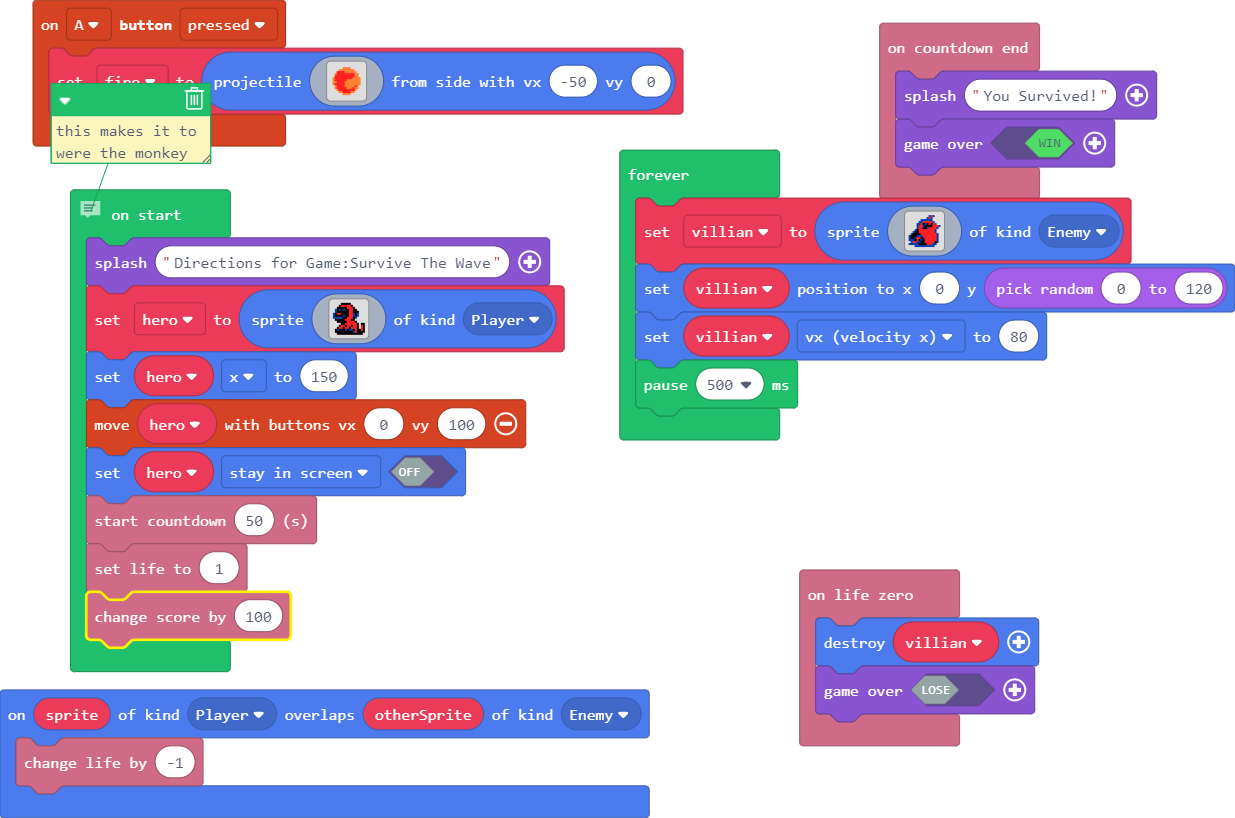 on A button pressed
set fire to projectile from side with vx -50 vy 0
this makes it to
were the monkey
on start
splash "Directions for Game:Survive The Wave"
set hero to sprite of kind Player
set hero x to 150
move hero with buttons vx 0 vy 100
set hero stay in screen OFF
start countdown 50 (s)
set life to 1
change score by 100
on sprite of kind Player overlaps otherSprite of kind Enemy
change life by -1
on countdown end
splash "You Survived!"
game over WIN
forever
set villian to sprite of kind Enemy
set villian position to x 0 y pick random 0 to 120
set villian vx (velocity x) to 80
pause 500 ms
on life zero
destroy villian
game over LOSE